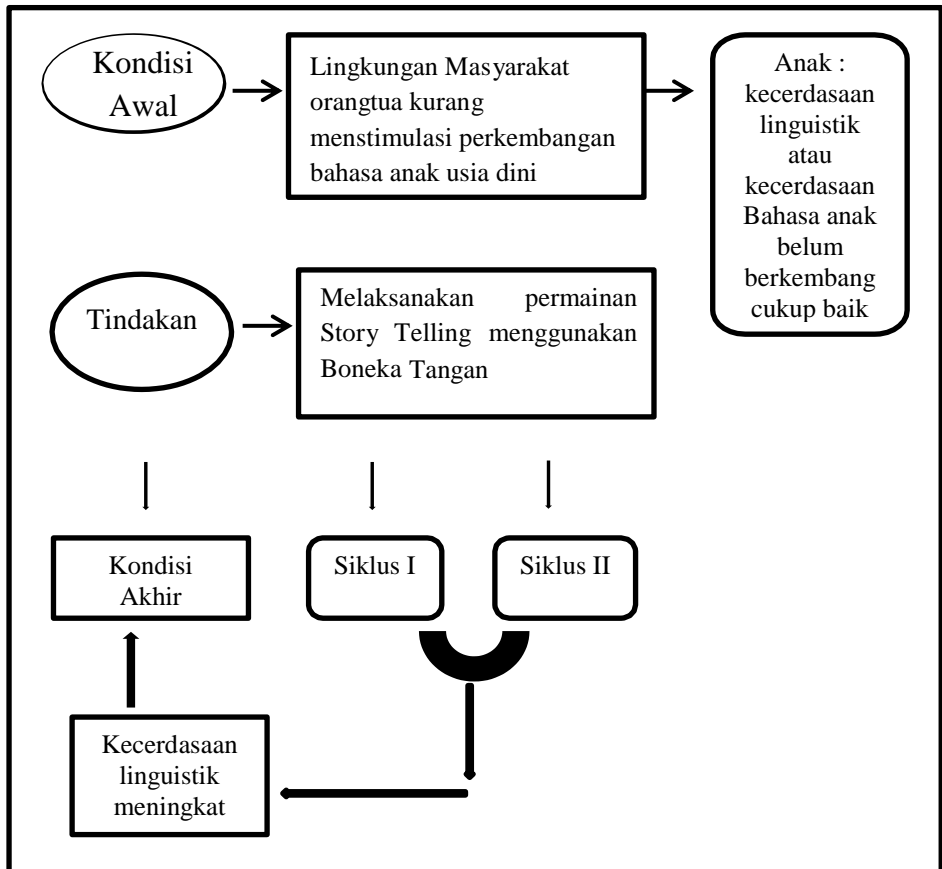 Kondisi
Awal
Lingkungan Masyarakat
orangtua kurang
menstimulasi perkembangan
bahasa anak usia dini
Anak :
kecerdasaan
linguistik
atau
kecerdasaan
Bahasa anak
belum
berkembang
cukup baik
Tindakan
Melaksanakan permainan
Story Telling menggunakan
Boneka Tangan
Kondisi
Akhir
Siklus I
Siklus II
Kecerdasaan
linguistik
meningkat